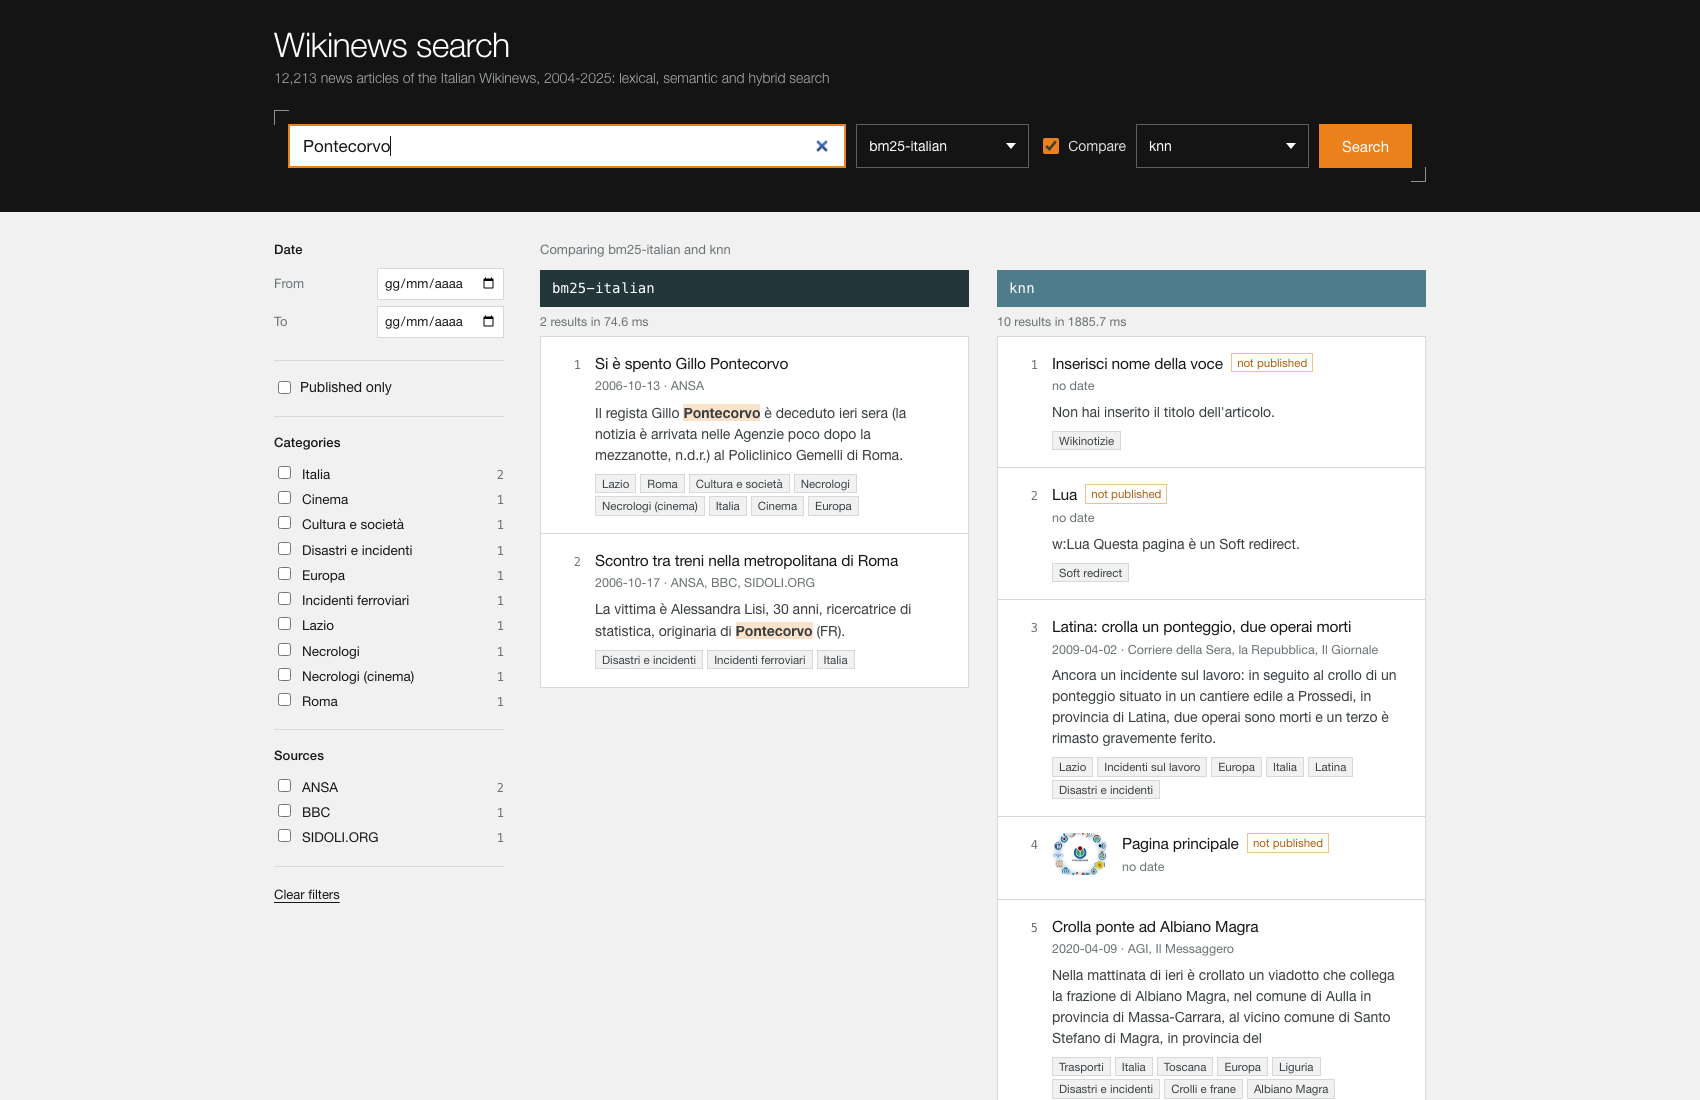 Wikinews search
12,213 news articles of the Italian Wikinews, 2004-2025: lexical, semantic and hybrid search
Pontecorvo
bm25-italian
Compare
knn
Search
Date
From
gg/mm/aaaa
To
gg/mm/aaaa
Published only
Categories
Italia 2
Cinema 1
Cultura e società 1
Disastri e incidenti 1
Europa 1
Incidenti ferroviari 1
Lazio 1
Necrologi 1
Necrologi (cinema) 1
Roma 1
Sources
ANSA 2
BBC 1
SIDOLI.ORG 1
Clear filters
Comparing bm25-italian and knn
bm25-italian
2 results in 74.6 ms
1 Si è spento Gillo Pontecorvo
2006-10-13 · ANSA
Il regista Gillo Pontecorvo è deceduto ieri sera (la
notizia è arrivata nelle Agenzie poco dopo la
mezzanotte, n.d.r.) al Policlinico Gemelli di Roma.
Lazio Roma Cultura e società Necrologi
Necrologi (cinema) Italia Cinema Europa
2 Scontro tra treni nella metropolitana di Roma
2006-10-17 · ANSA, BBC, SIDOLI.ORG
La vittima è Alessandra Lisi, 30 anni, ricercatrice di
statistica, originaria di Pontecorvo (FR).
Disastri e incidenti Incidenti ferroviari Italia
knn
10 results in 1885.7 ms
1 Inserisci nome della voce not published
no date
Non hai inserito il titolo dell'articolo.
Wikinotizie
2 Lua not published
no date
w:Lua Questa pagina è un Soft redirect.
Soft redirect
3 Latina: crolla un ponteggio, due operai morti
2009-04-02 · Corriere della Sera, la Repubblica, Il Giornale
Ancora un incidente sul lavoro: in seguito al crollo di un
ponteggio situato in un cantiere edile a Prossedi, in
provincia di Latina, due operai sono morti e un terzo è
rimasto gravemente ferito.
Lazio Incidenti sul lavoro Europa Italia Latina
Disastri e incidenti
4 Pagina principale not published
no date
5 Crolla ponte ad Albiano Magra
2020-04-09 · AGI, Il Messaggero
Nella mattinata di ieri è crollato un viadotto che collega
la frazione di Albiano Magra, nel comune di Aulla in
provincia di Massa-Carrara, al vicino comune di Santo
Stefano di Magra, in provincia del
Trasporti Italia Toscana Europa Liguria
Disastri e incidenti Crolli e frane Albiano Magra